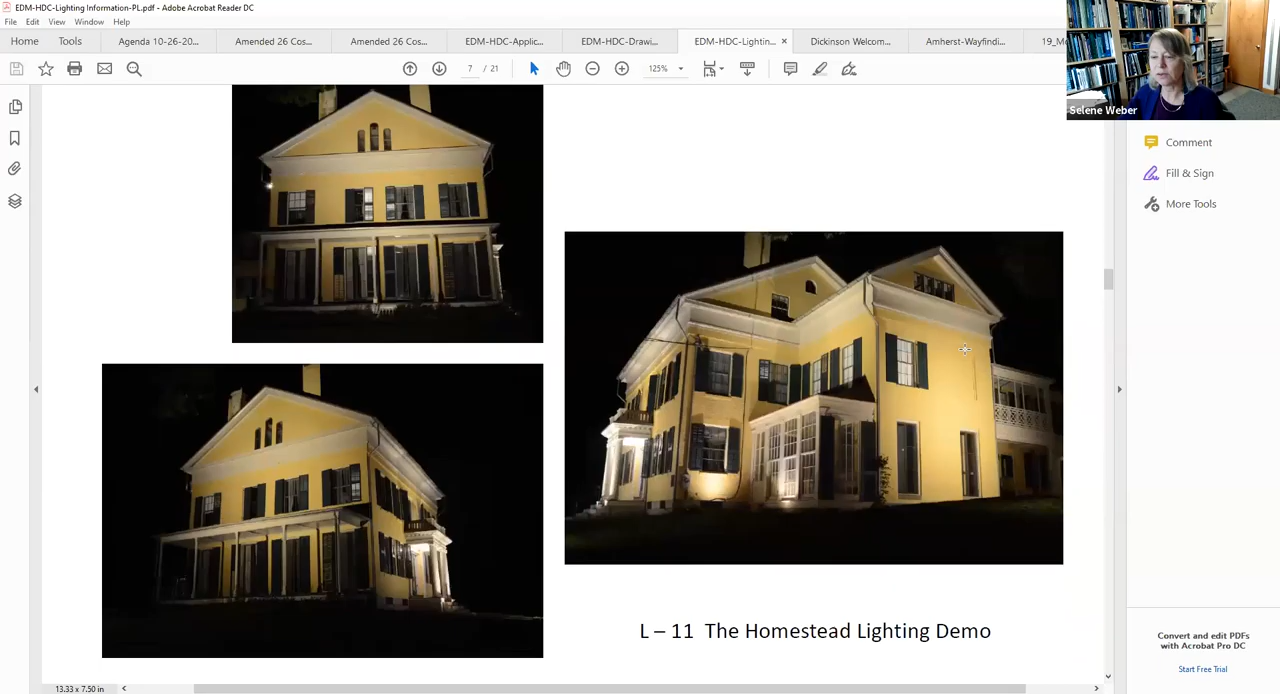 EDM-HDC-Lighting Information-PL.pdf - Adobe Acrobat Reader DC
File Edit View Window Help
Home Tools Agenda 10-26-20... Amended 26 Cos... Amended 26 Cos... EDM-HDC-Applic... EDM-HDC-Drawi... EDM-HDC-Lightin... × Dickinson Welcom... Amherst-Wayfindi...
7 / 21 125%
Selene Weber
Comment
Fill & Sign
More Tools
L – 11 The Homestead Lighting Demo
Convert and edit PDFs
with Acrobat Pro DC
Start Free Trial
13.33 x 7.50 in